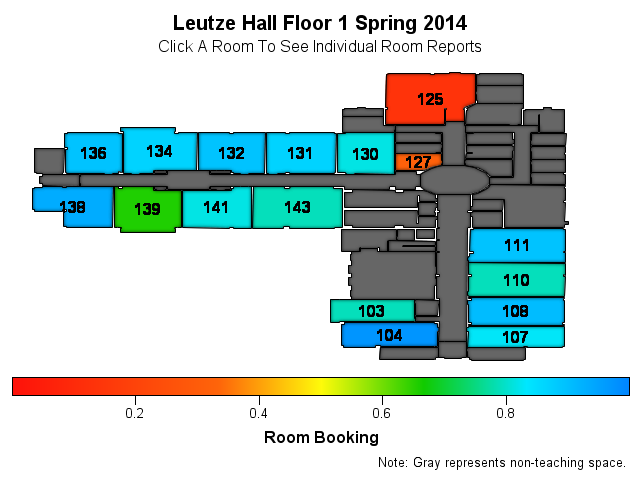 Leutze Hall Floor 1 Spring 2014
Click A Room To See Individual Room Reports
125
136 134 132 131 130 127
138 139 141 143
111
110
103 108
104 107
0.2 0.4 0.6 0.8
Room Booking
Note: Gray represents non-teaching space.